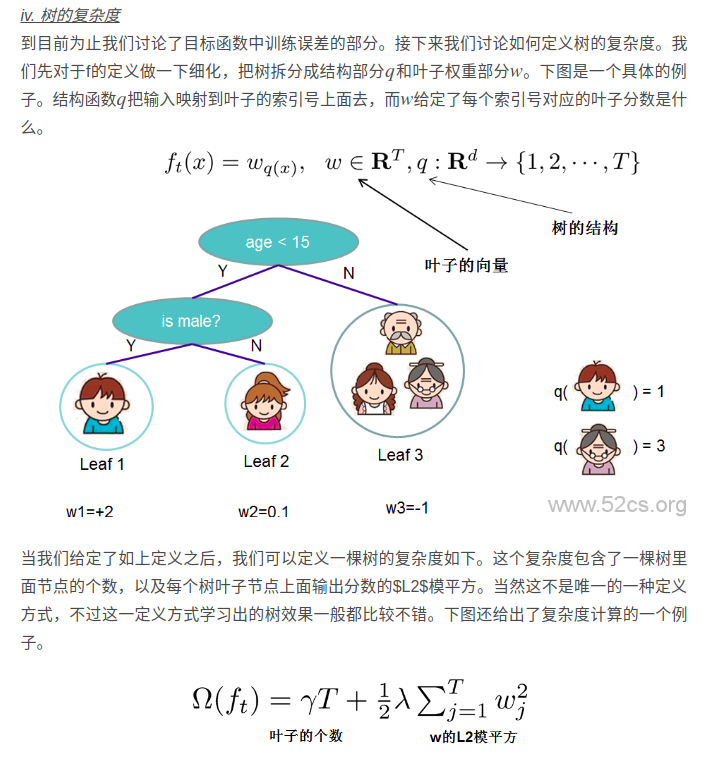 iv. 树的复杂度
到目前为止我们讨论了目标函数中训练误差的部分。接下来我们讨论如何定义树的复杂度。我
们先对于f的定义做一下细化，把树拆分成结构部分q和叶子权重部分w。下图是一个具体的例
子。结构函数q把输入映射到叶子的索引号上面去，而w给定了每个索引号对应的叶子分数是什
么。
f_t(x) = w_{q(x)}, w ∈ R^T, q : R^d → {1, 2, ⋯, T}
树的结构
叶子的向量
age < 15
Y N
is male?
Y N
q( ) = 1
q( ) = 3
Leaf 1 Leaf 2 Leaf 3
w1=+2 w2=0.1 w3=-1
www.52cs.org
当我们给定了如上定义之后，我们可以定义一棵树的复杂度如下。这个复杂度包含了一棵树里
面节点的个数，以及每个树叶子节点上面输出分数的$L2$模平方。当然这不是唯一的一种定义
方式，不过这一定义方式学习出的树效果一般都比较不错。下图还给出了复杂度计算的一个例
子。
Ω(f_t) = γT + ½λ∑_{j=1}^T w_j^2
叶子的个数 w的L2模平方